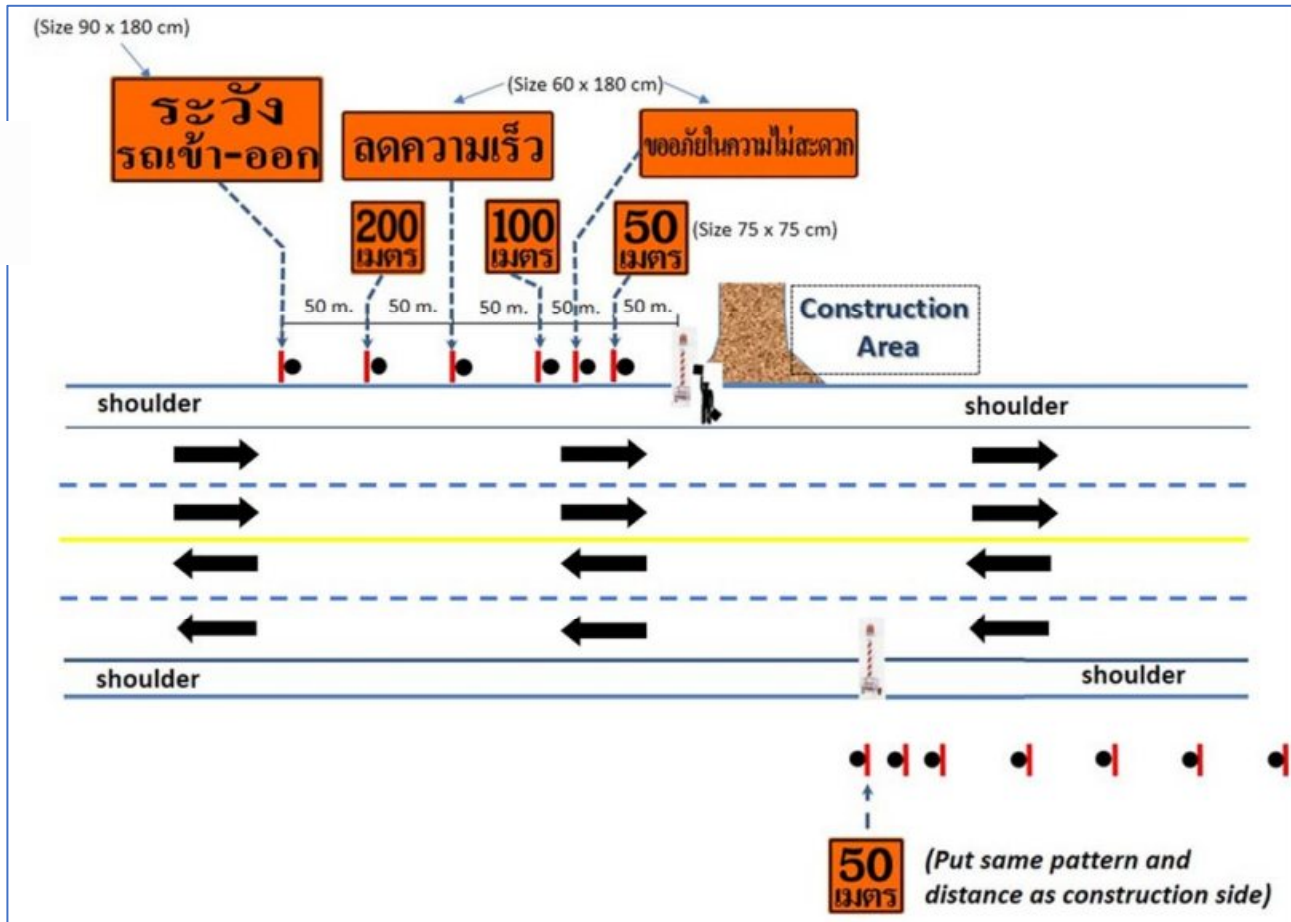 (Size 90 x 180 cm)
ระวัง
รถเข้า-ออก
(Size 60 x 180 cm)
ลดความเร็ว
ขออภัยในความไม่สะดวก
200
เมตร
100
เมตร
50
เมตร
(Size 75 x 75 cm)
50 m.
50 m.
50 m.
50 m.
50 m.
Construction
Area
shoulder
shoulder
shoulder
shoulder
50
เมตร
(Put same pattern and
distance as construction side)